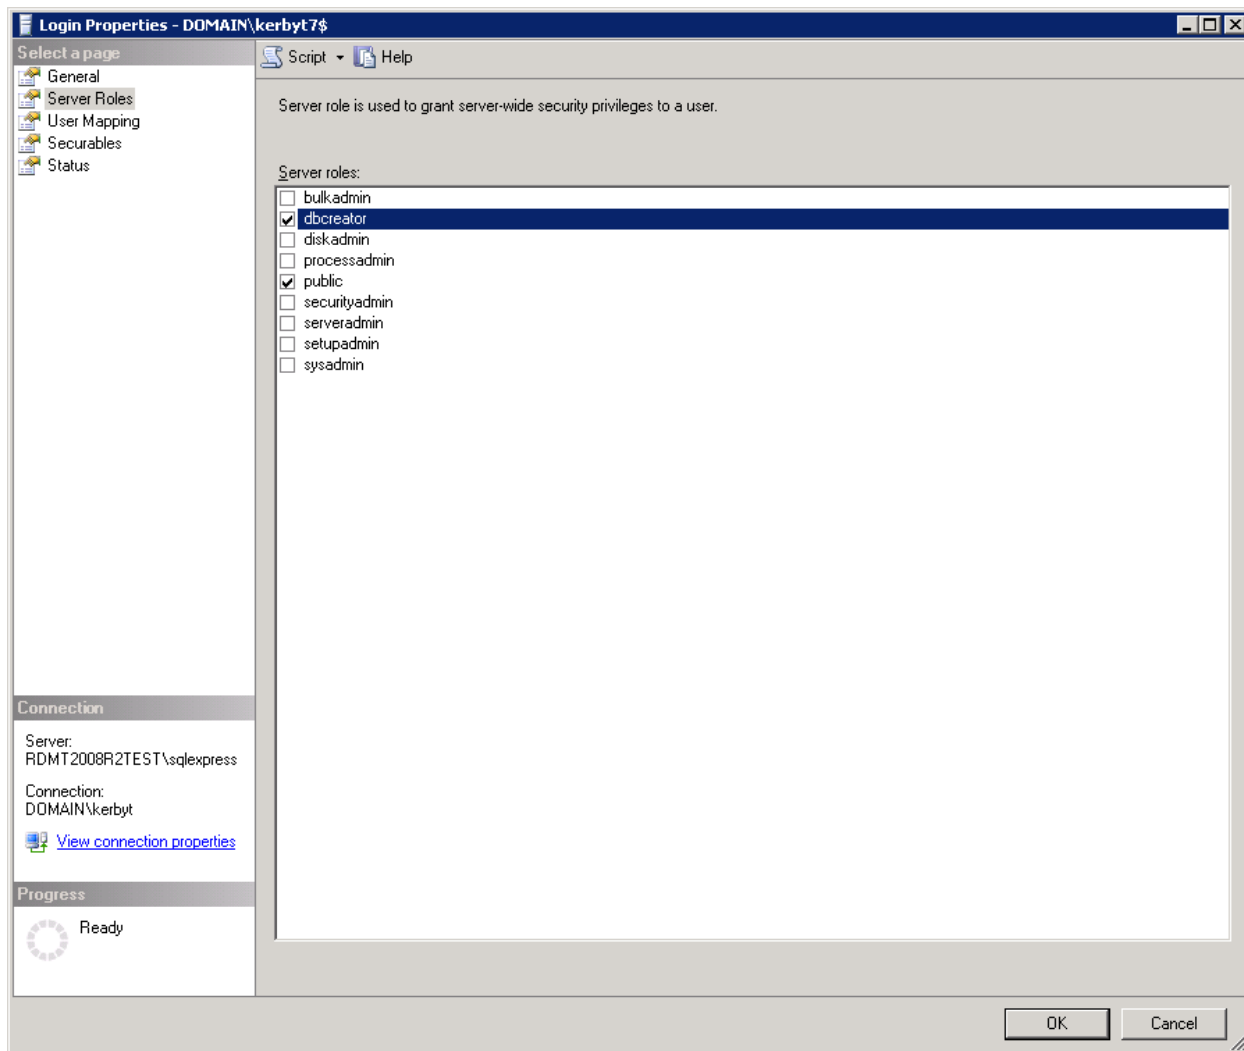 Login Properties - DOMAIN\kerbyt7$
Select a page
General
Server Roles
User Mapping
Securables
Status
Script
Help
Server role is used to grant server-wide security privileges to a user.
Server roles:
bulkadmin
dbcreator
diskadmin
processadmin
public
securityadmin
serveradmin
setupadmin
sysadmin
Connection
Server:
RDMT2008R2TEST\sqlexpress
Connection:
DOMAIN\kerbyt
View connection properties
Progress
Ready
OK
Cancel